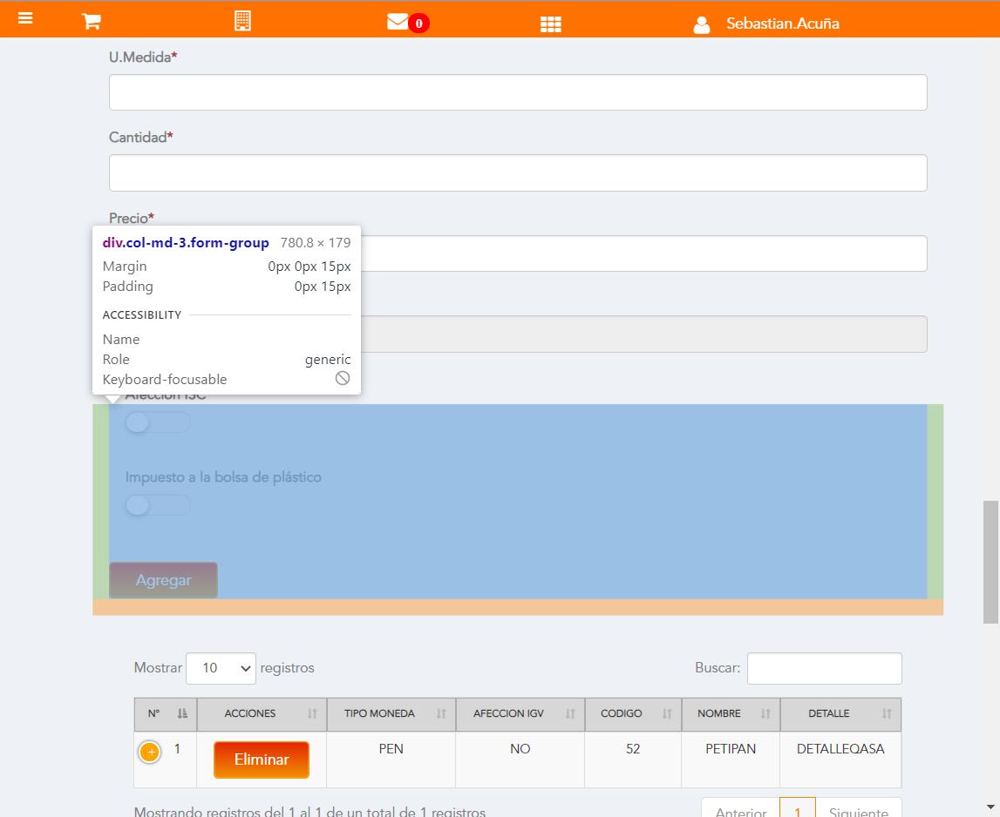 0 Sebastian.Acuña
U.Medida*
Cantidad*
Precio*
div.col-md-3.form-group 780.8 × 179
Margin 0px 0px 15px
Padding 0px 15px
ACCESSIBILITY
Name
Role generic
Keyboard-focusable
Afeccion ISC
Impuesto a la bolsa de plástico
Agregar
Mostrar 10 registros Buscar:
N° ACCIONES TIPO MONEDA AFECCION IGV CODIGO NOMBRE DETALLE
+ 1 Eliminar PEN NO 52 PETIPAN DETALLEQASA
Mostrando registros del 1 al 1 de un total de 1 registros Anterior 1 Siguiente